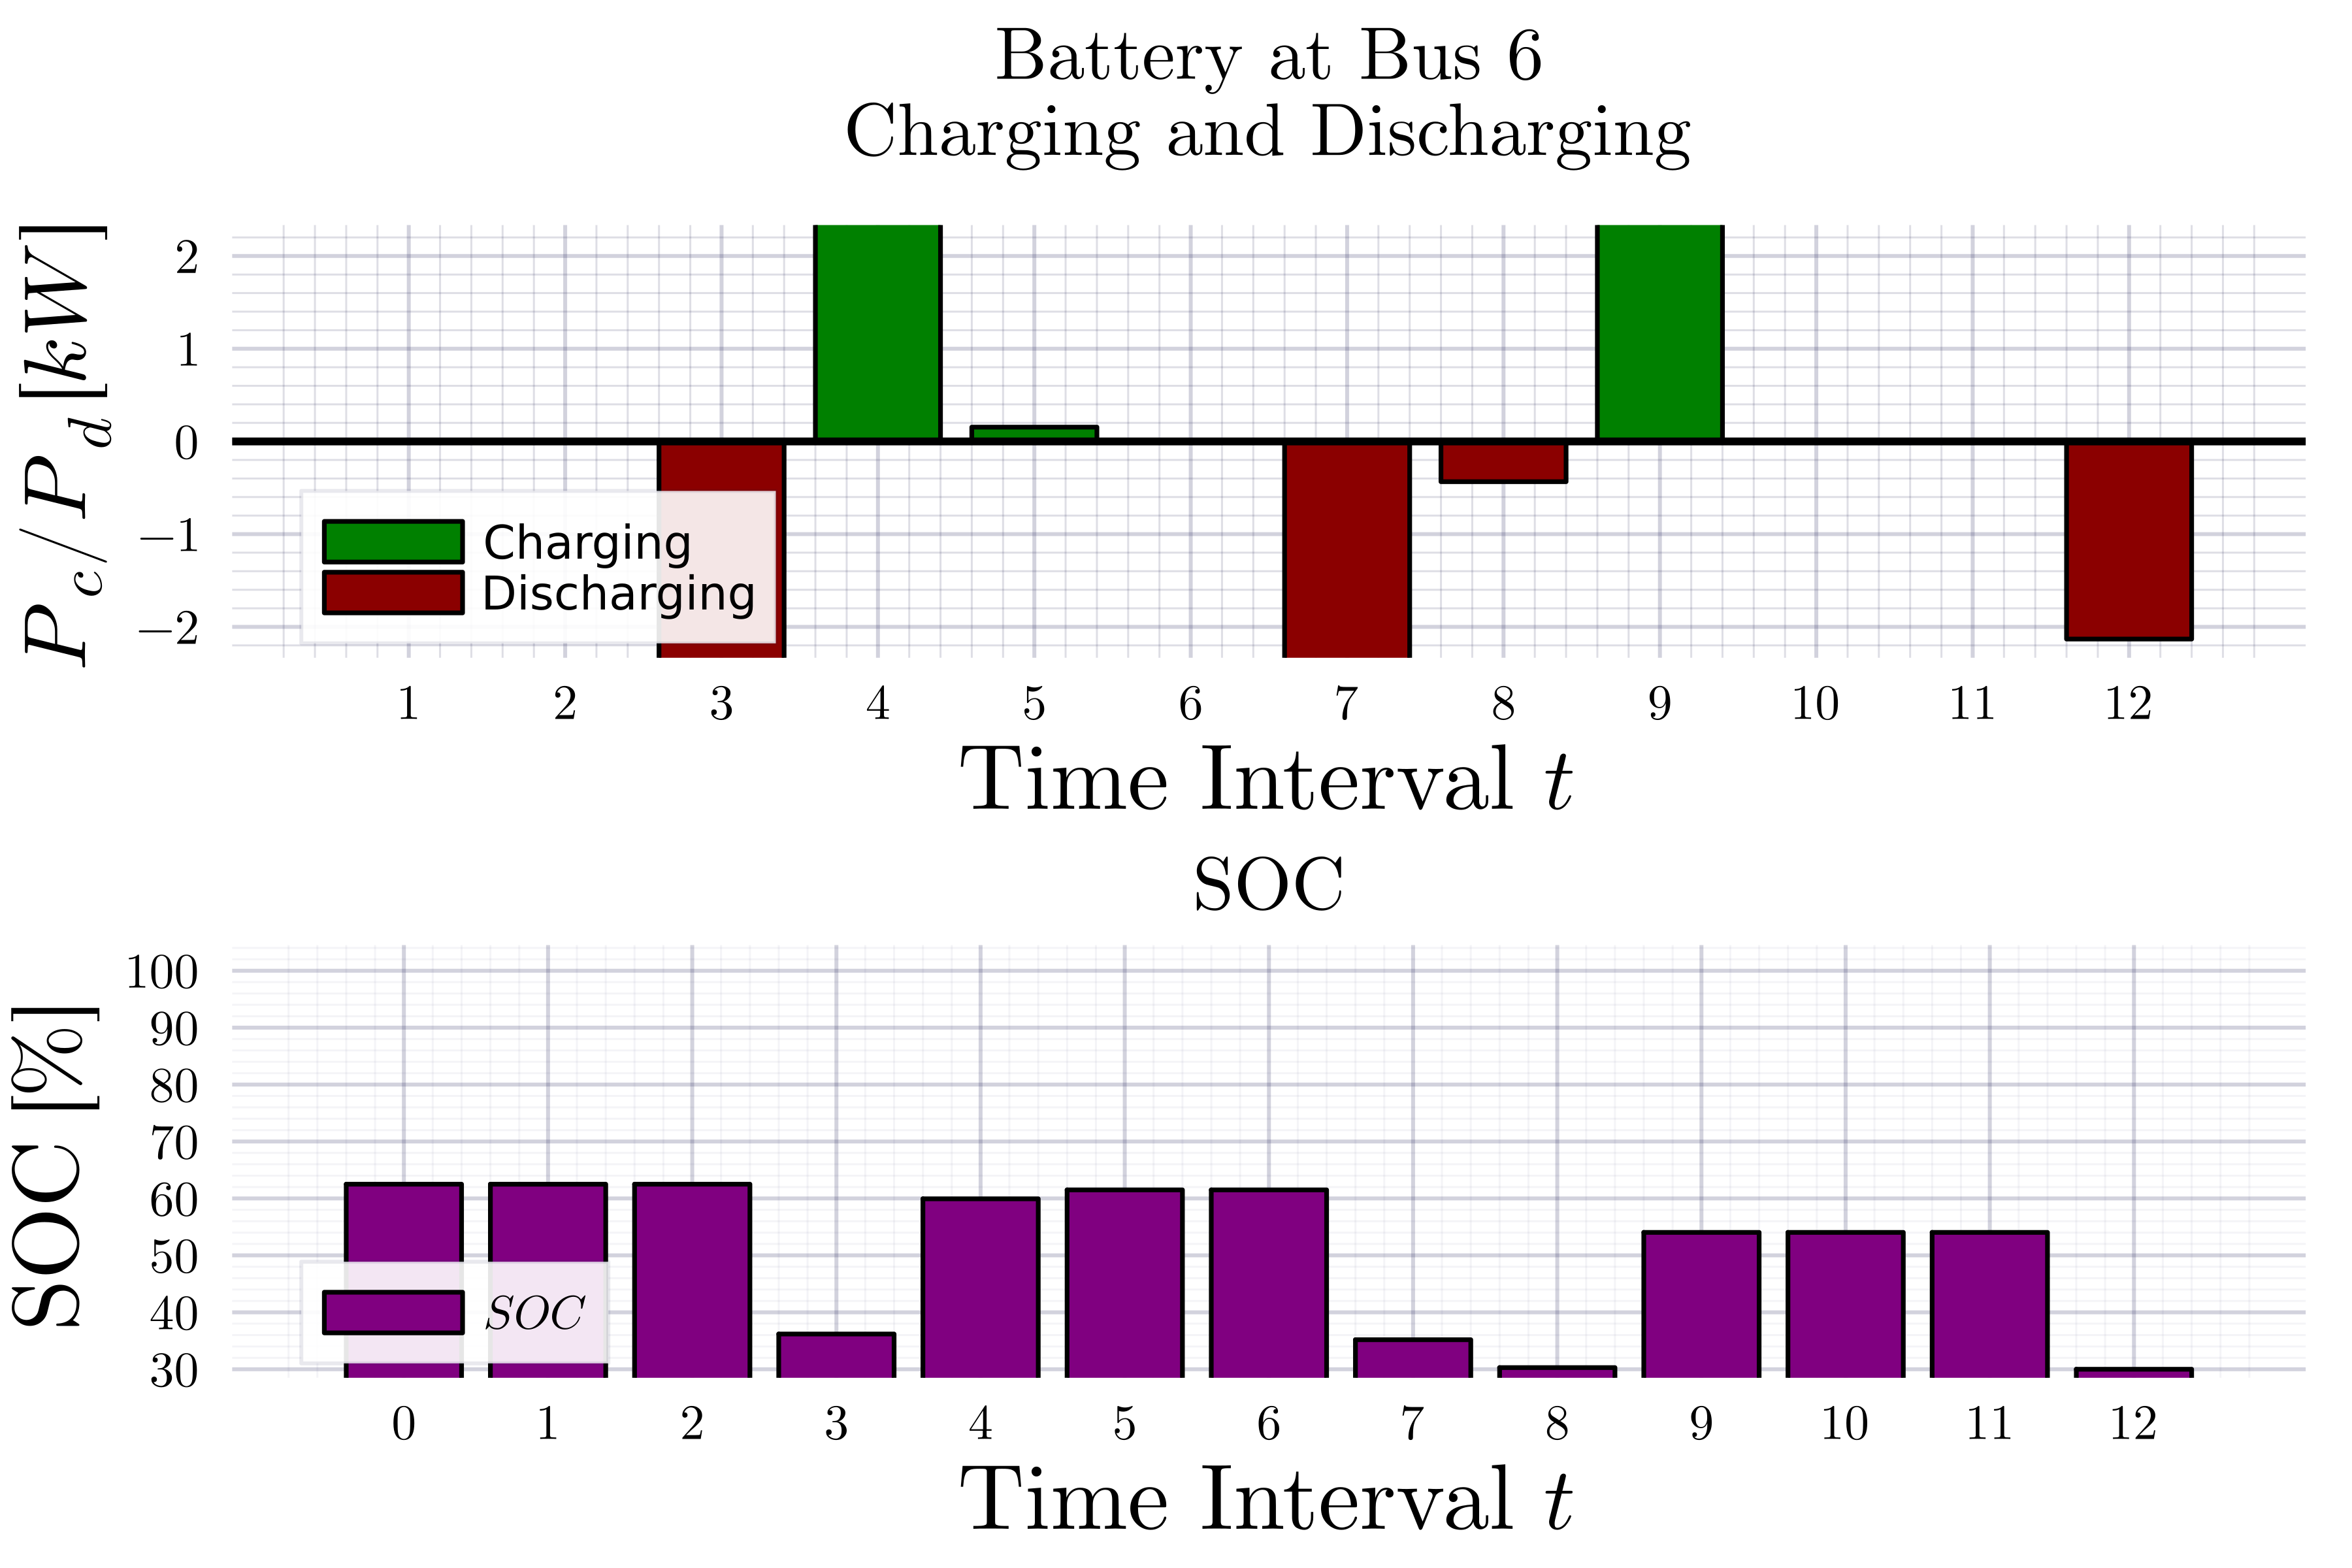 Battery at Bus 6
Charging and Discharging
P_c/P_d [kW]
2
1
0
−1
−2
Charging
Discharging
1 2 3 4 5 6 7 8 9 10 11 12
Time Interval t
SOC
SOC [%]
100
90
80
70
60
50
40
30
SOC
0 1 2 3 4 5 6 7 8 9 10 11 12
Time Interval t